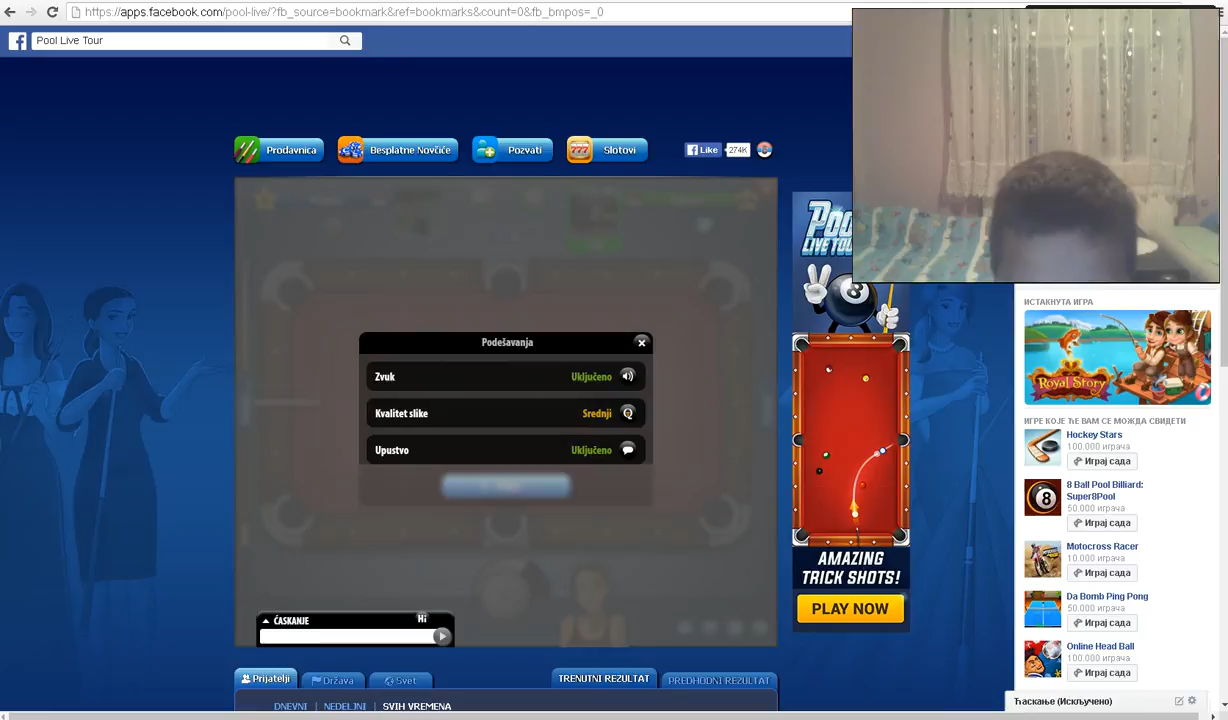 https://apps.facebook.com/pool-live/?fb_source=bookmark&ref=bookmarks&count=0&fb_bmpos=_0
Pool Live Tour
Prodavnica
Besplatne Novčiće
Pozvati
777
Slotovi
Like
274K
Podešavanja
Zvuk
Uključeno
Kvalitet slike
Srednji
Upustvo
Uključeno
ĆASKANJE
Hi
Prijatelji
Država
Svet
TRENUTNI REZULTAT
PREDHODNI REZULTAT
DNEVNI
NEDELJNI
SVIH VREMENA
LIVE TOUR
8
AMAZING
TRICK SHOTS!
PLAY NOW
ИСТАКНУТА ИГРА
ROYAL STORY
ИГРЕ КОЈЕ ЋЕ ВАМ СЕ МОЖДА СВИДЕТИ
Hockey Stars
100.000 играча
Играј сада
8 Ball Pool Billiard:
Super8Pool
50.000 играча
Играј сада
Motocross Racer
10.000 играча
Играј сада
Da Bomb Ping Pong
50.000 играча
Играј сада
Online Head Ball
100.000 играча
Играј сада
Ћаскање (Искључено)